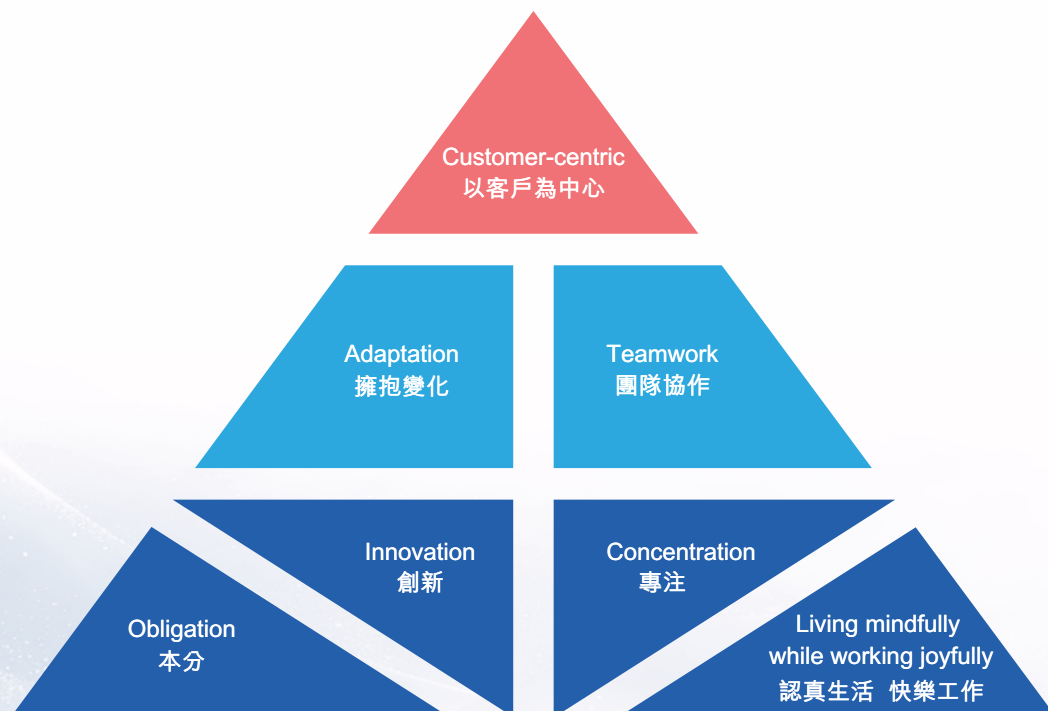 Customer-centric
以客戶為中心
Adaptation
擁抱變化
Teamwork
團隊協作
Innovation
創新
Concentration
專注
Obligation
本分
Living mindfully
while working joyfully
認真生活 快樂工作